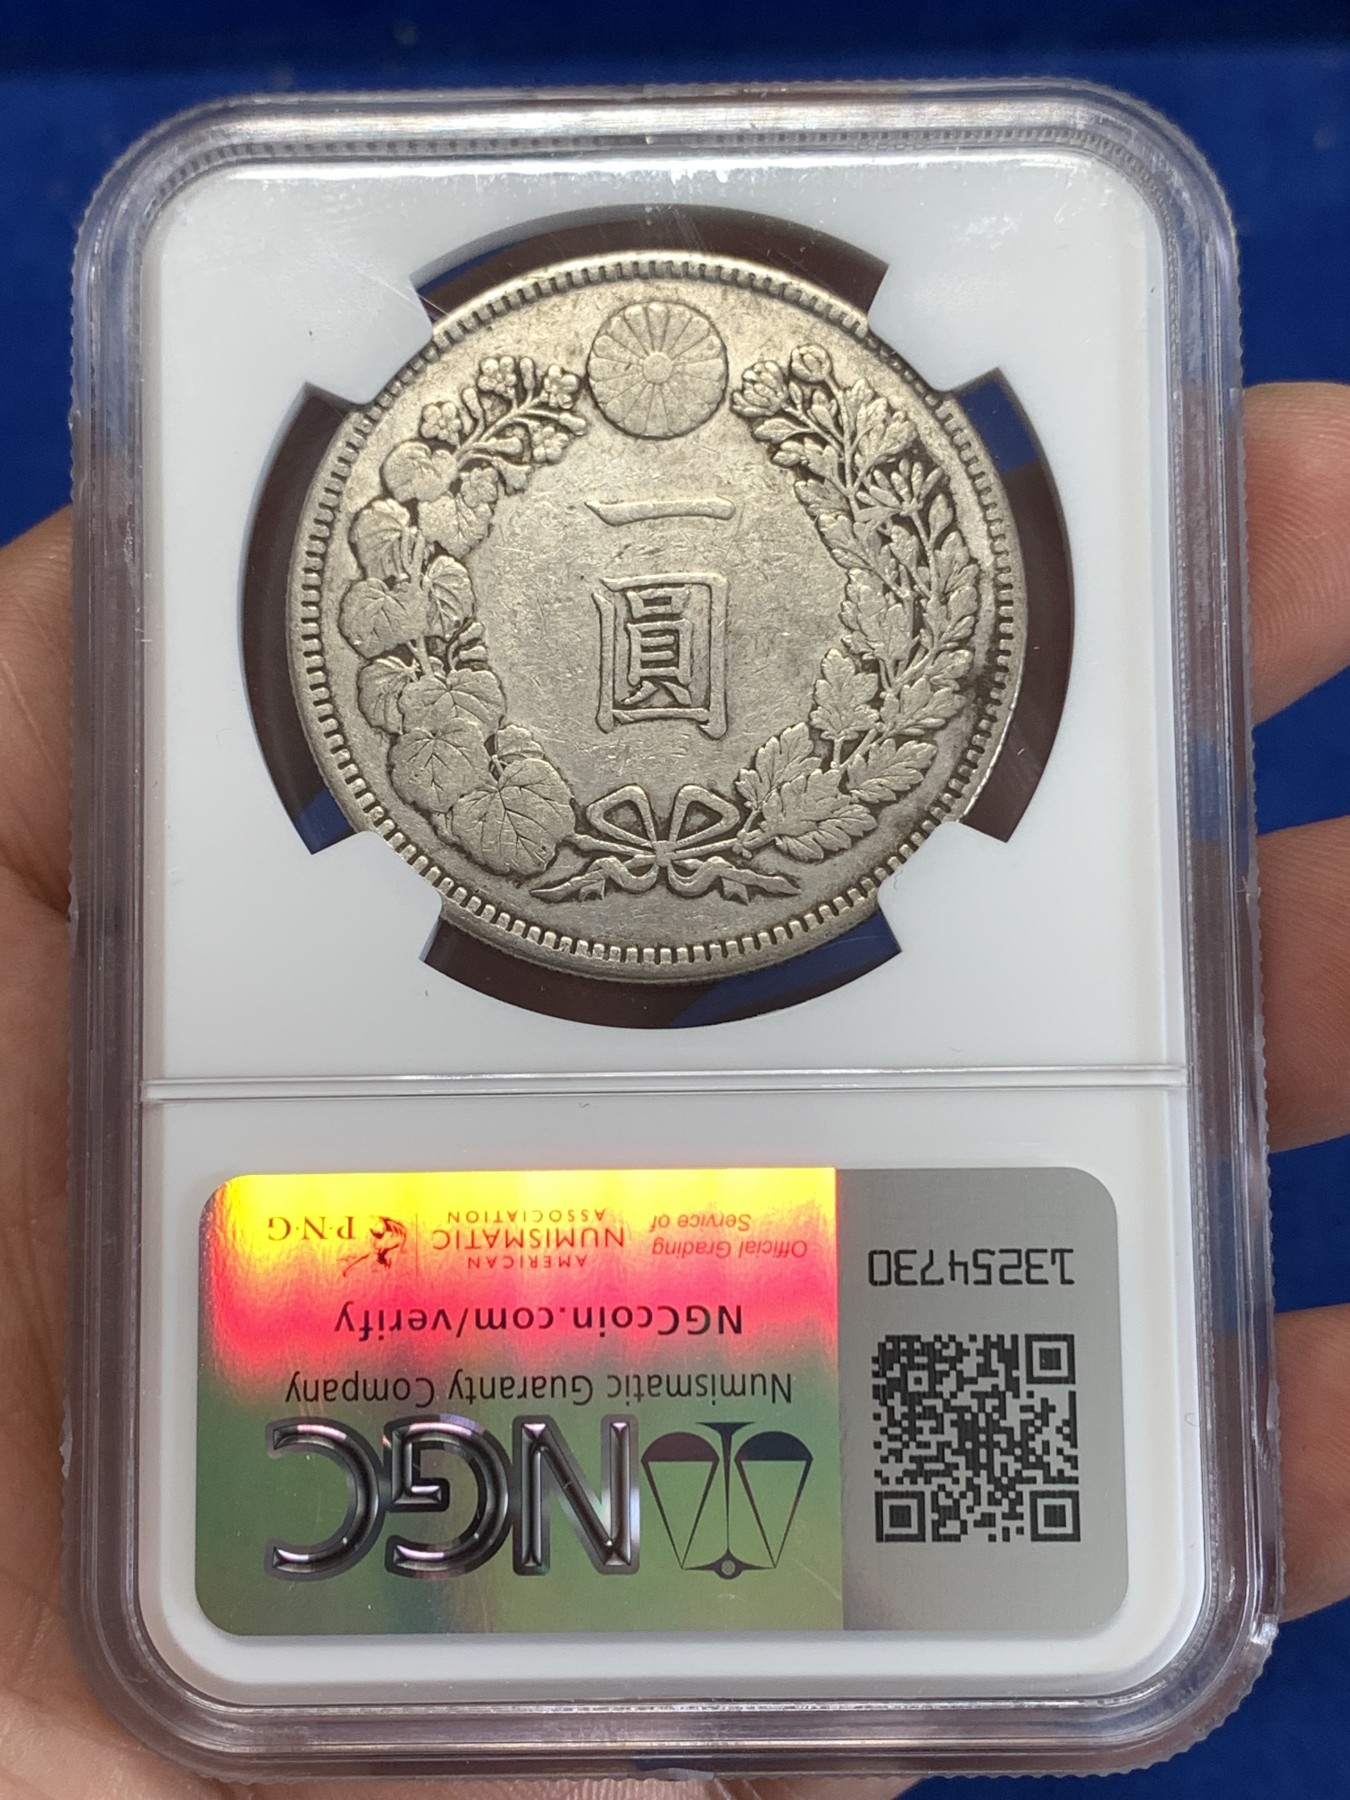 一
圓
NGC
Numismatic Guaranty Company
NGCcoin.com/verify
Official Grading
Service of
AMERICAN
NUMISMATIC
ASSOCIATION
P·N·G
13254730